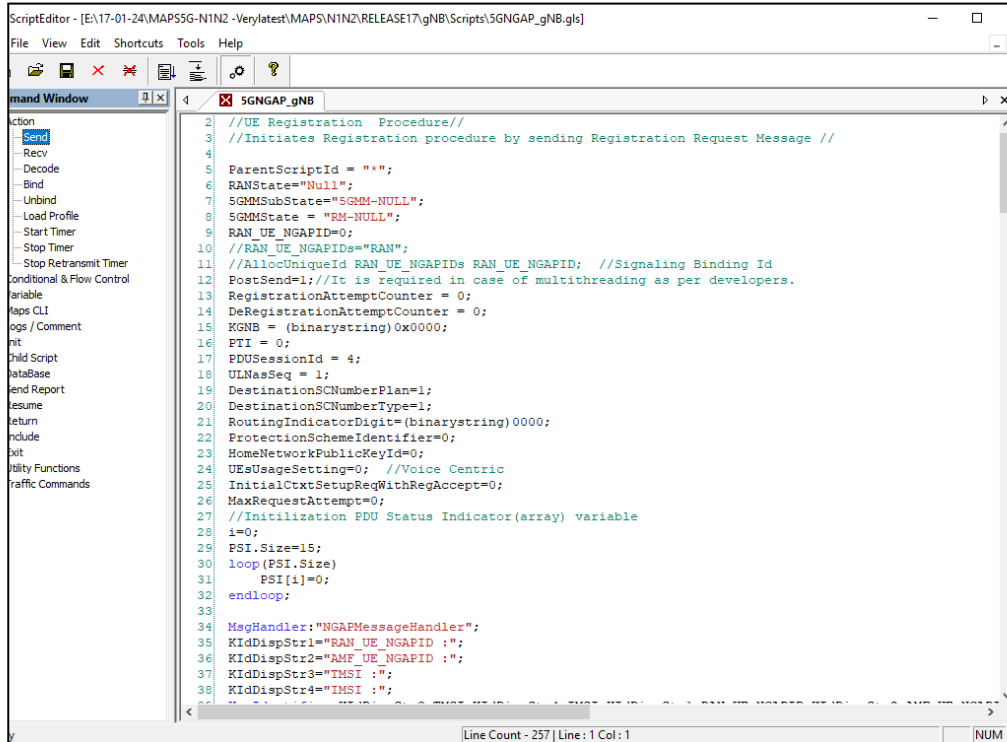 ScriptEditor - [E:\17-01-24\MAPS5G-N1N2 -Verylatest\MAPS\N1N2\RELEASE17\gNB\Scripts\5GNGAP_gNB.gls]
File View Edit Shortcuts Tools Help
mmand Window
5GNGAP_gNB
ction
Send
Recv
Decode
Bind
Unbind
Load Profile
Start Timer
Stop Timer
Stop Retransmit Timer
onditional & Flow Control
ariable
aps CLI
ogs / Comment
nit
hild Script
ataBase
end Report
esume
eturn
nclude
xit
tility Functions
raffic Commands
2 //UE Registration  Procedure//
3 //Initiates Registration procedure by sending Registration Request Message //
4
5 ParentScriptId = "*";
6 RANState="Null";
7 5GMMSubState="5GMM-NULL";
8 5GMMState = "RM-NULL";
9 RAN_UE_NGAPID=0;
10 //RAN_UE_NGAPIDs="RAN";
11 //AllocUniqueId RAN_UE_NGAPIDs RAN_UE_NGAPID;  //Signaling Binding Id
12 PostSend=1;//It is required in case of multithreading as per developers.
13 RegistrationAttemptCounter = 0;
14 DeRegistrationAttemptCounter = 0;
15 KGNB = (binarystring)0x0000;
16 PTI = 0;
17 PDUSessionId = 4;
18 ULNasSeq = 1;
19 DestinationSCNumberPlan=1;
20 DestinationSCNumberType=1;
21 RoutingIndicatorDigit=(binarystring)0000;
22 ProtectionSchemeIdentifier=0;
23 HomeNetworkPublicKeyId=0;
24 UEsUsageSetting=0;  //Voice Centric
25 InitialCtxtSetupReqWithRegAccept=0;
26 MaxRequestAttempt=0;
27 //Initilization PDU Status Indicator(array) variable
28 i=0;
29 PSI.Size=15;
30 loop(PSI.Size)
31     PSI[i]=0;
32 endloop;
33
34 MsgHandler:"NGAPMessageHandler";
35 KIdDispStr1="RAN_UE_NGAPID :";
36 KIdDispStr2="AMF_UE_NGAPID :";
37 KIdDispStr3="TMSI :";
38 KIdDispStr4="IMSI :";
y
Line Count - 257 | Line : 1 Col : 1
NUM